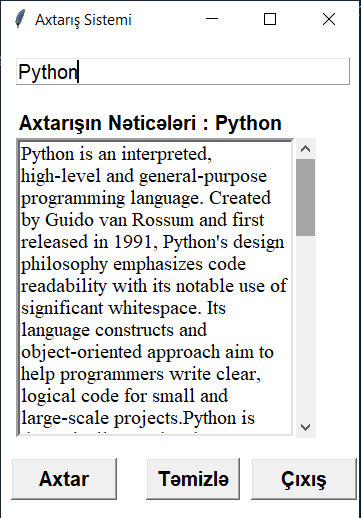 Axtarış Sistemi
Python
Axtarışın Nəticələri : Python
Python is an interpreted,
high-level and general-purpose
programming language. Created
by Guido van Rossum and first
released in 1991, Python's design
philosophy emphasizes code
readability with its notable use of
significant whitespace. Its
language constructs and
object-oriented approach aim to
help programmers write clear,
logical code for small and
large-scale projects.Python is
Axtar
Təmizlə
Çıxış